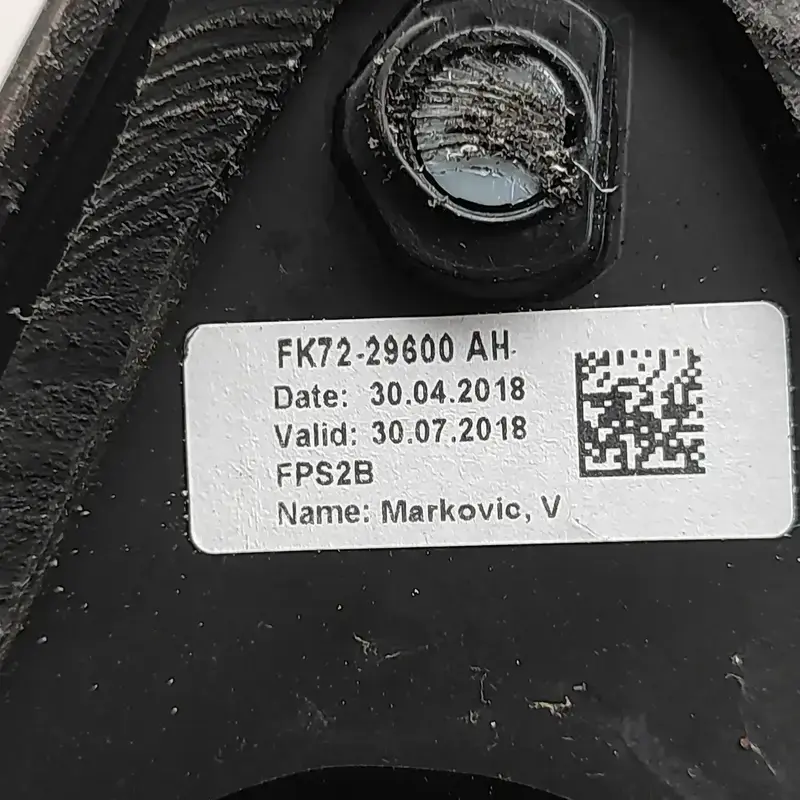 FK72-29600 AH
Date: 30.04.2018
Valid: 30.07.2018
FPS2B
Name: Markovic, V